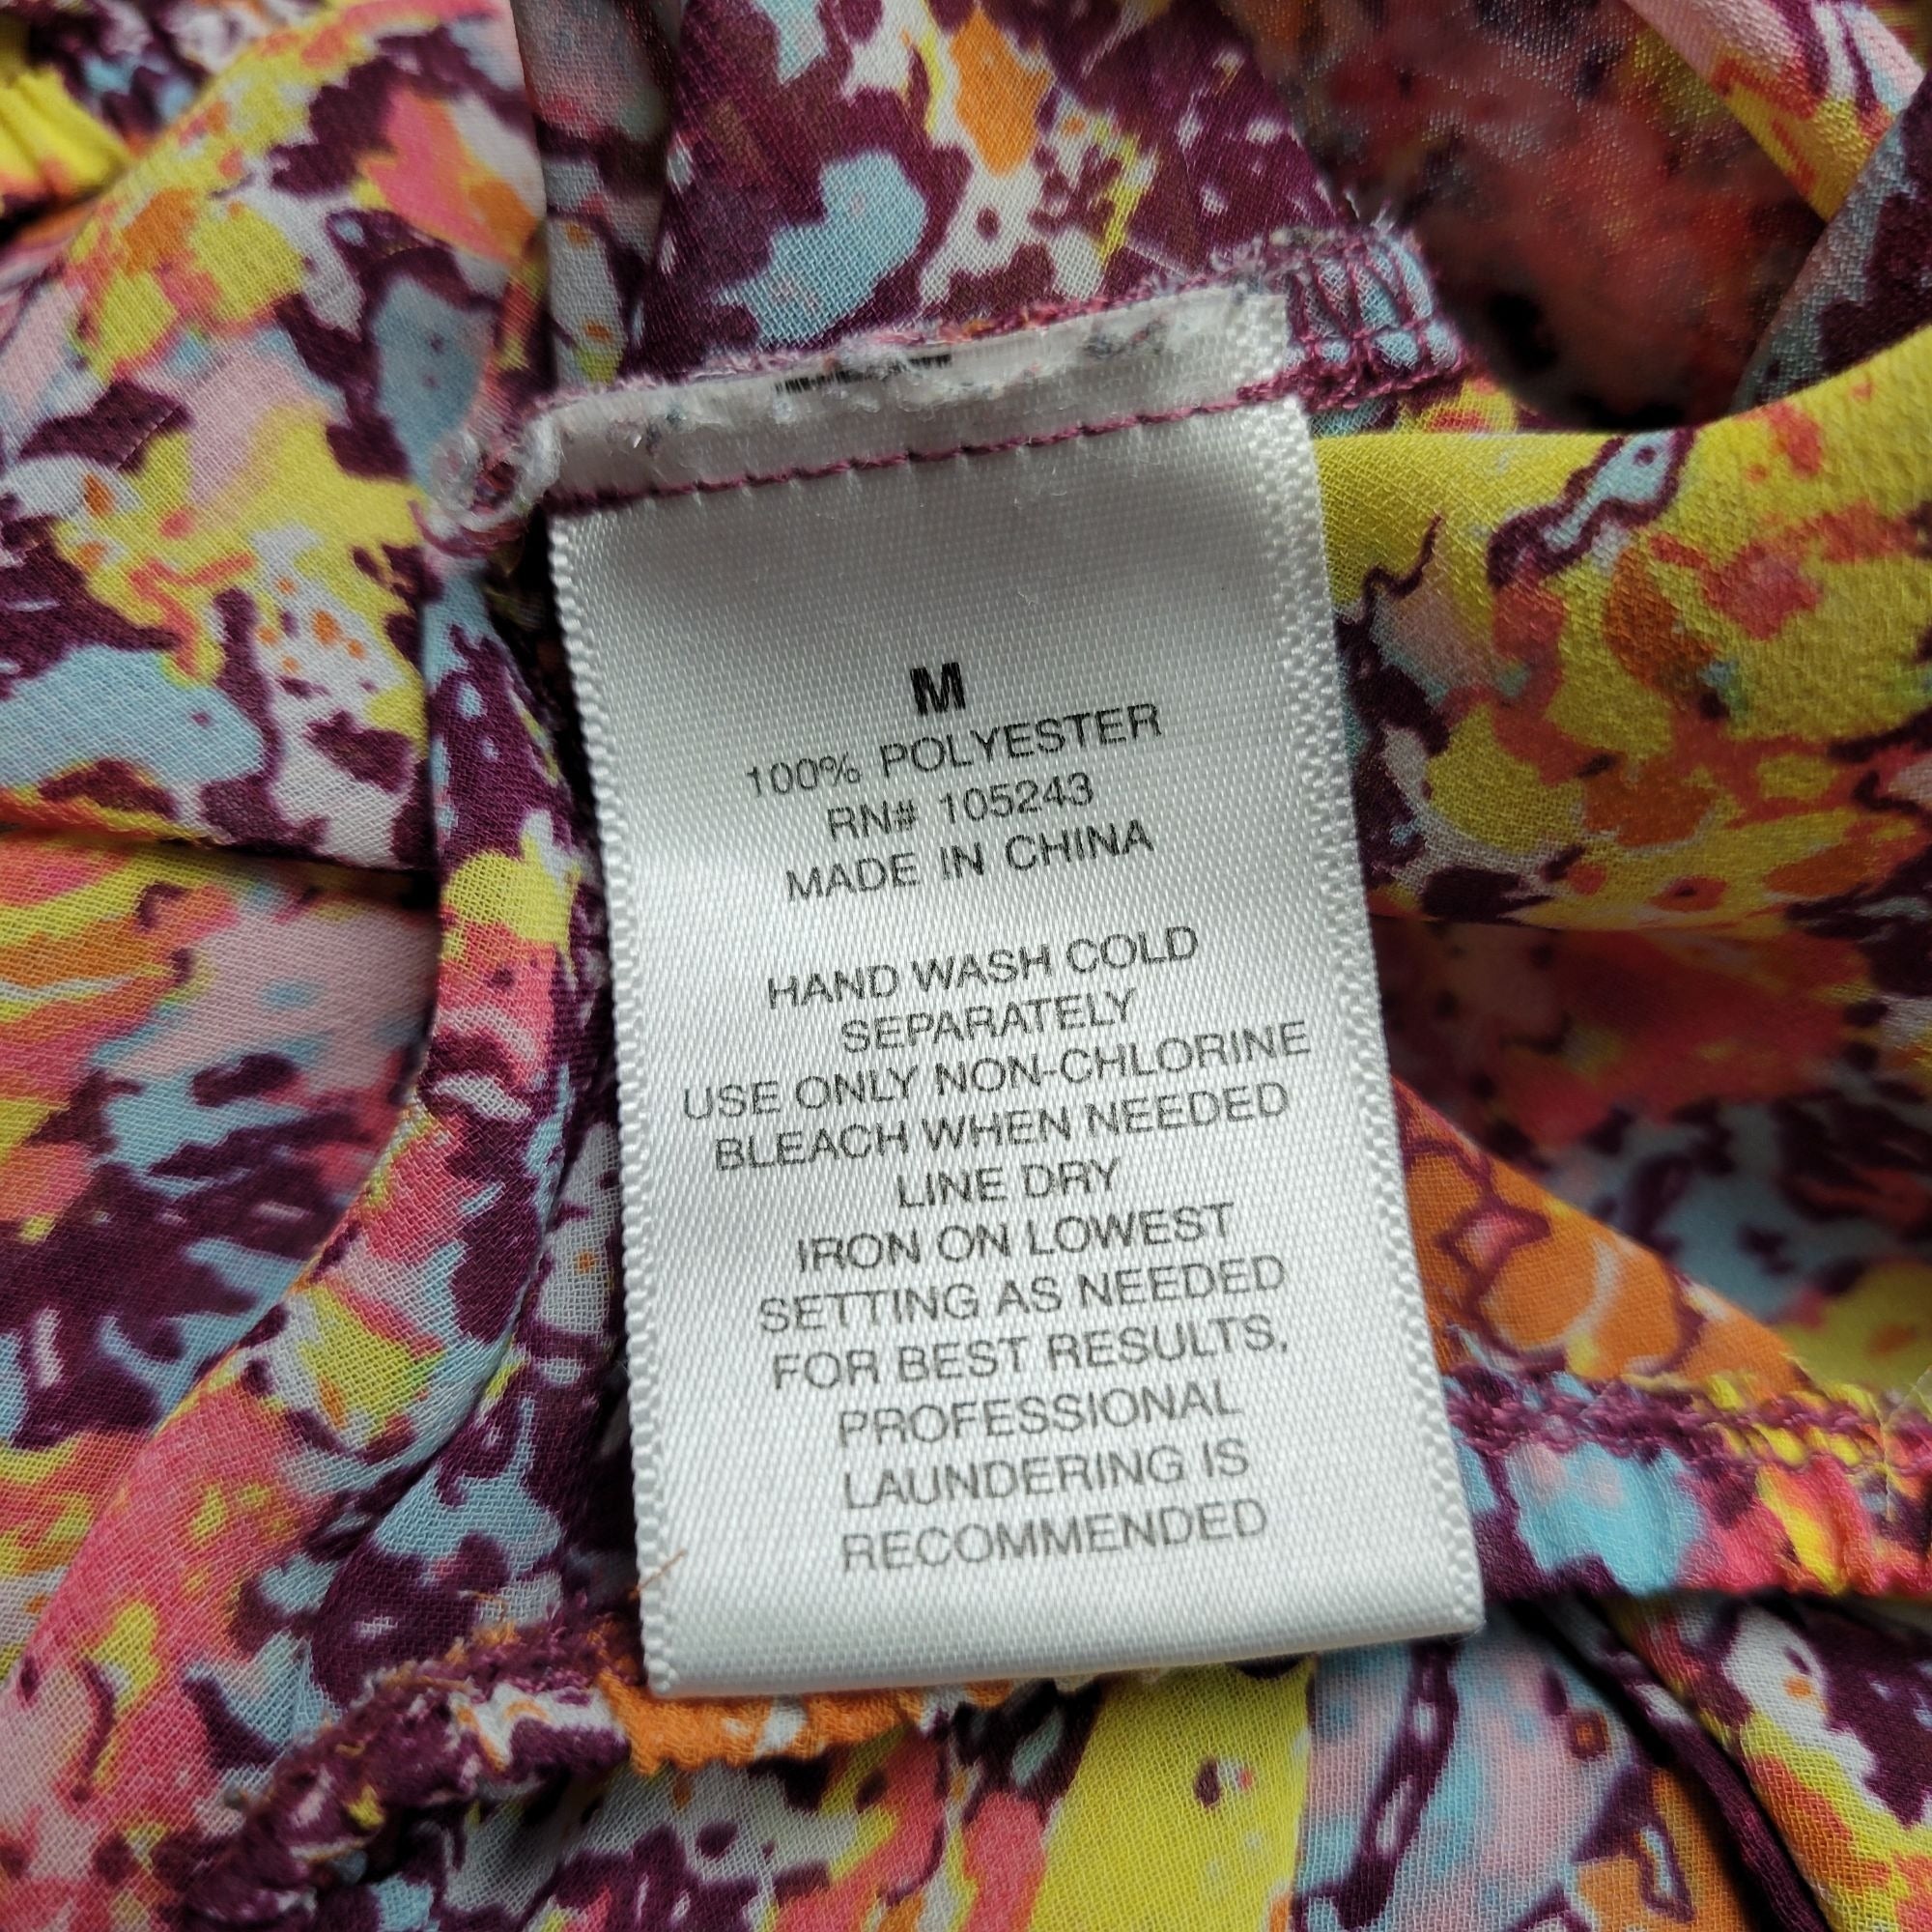 M
100% POLYESTER
RN# 105243
MADE IN CHINA
HAND WASH COLD
SEPARATELY
USE ONLY NON-CHLORINE
BLEACH WHEN NEEDED
LINE DRY
IRON ON LOWEST
SETTING AS NEEDED
FOR BEST RESULTS,
PROFESSIONAL
LAUNDERING IS
RECOMMENDED